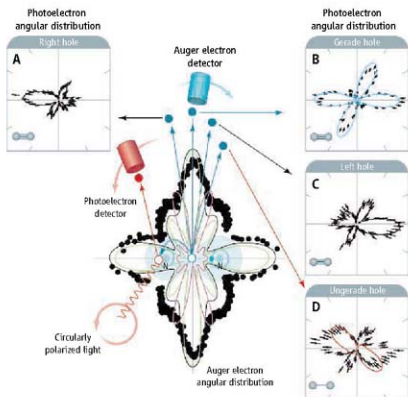 Photoelectron
angular distribution
Right hole
A
Auger electron
detector
Photoelectron
angular distribution
Gerade hole
B
Photoelectron
detector
Left hole
C
Circularly
polarized light
Auger electron
angular distribution
Ungerade hole
D